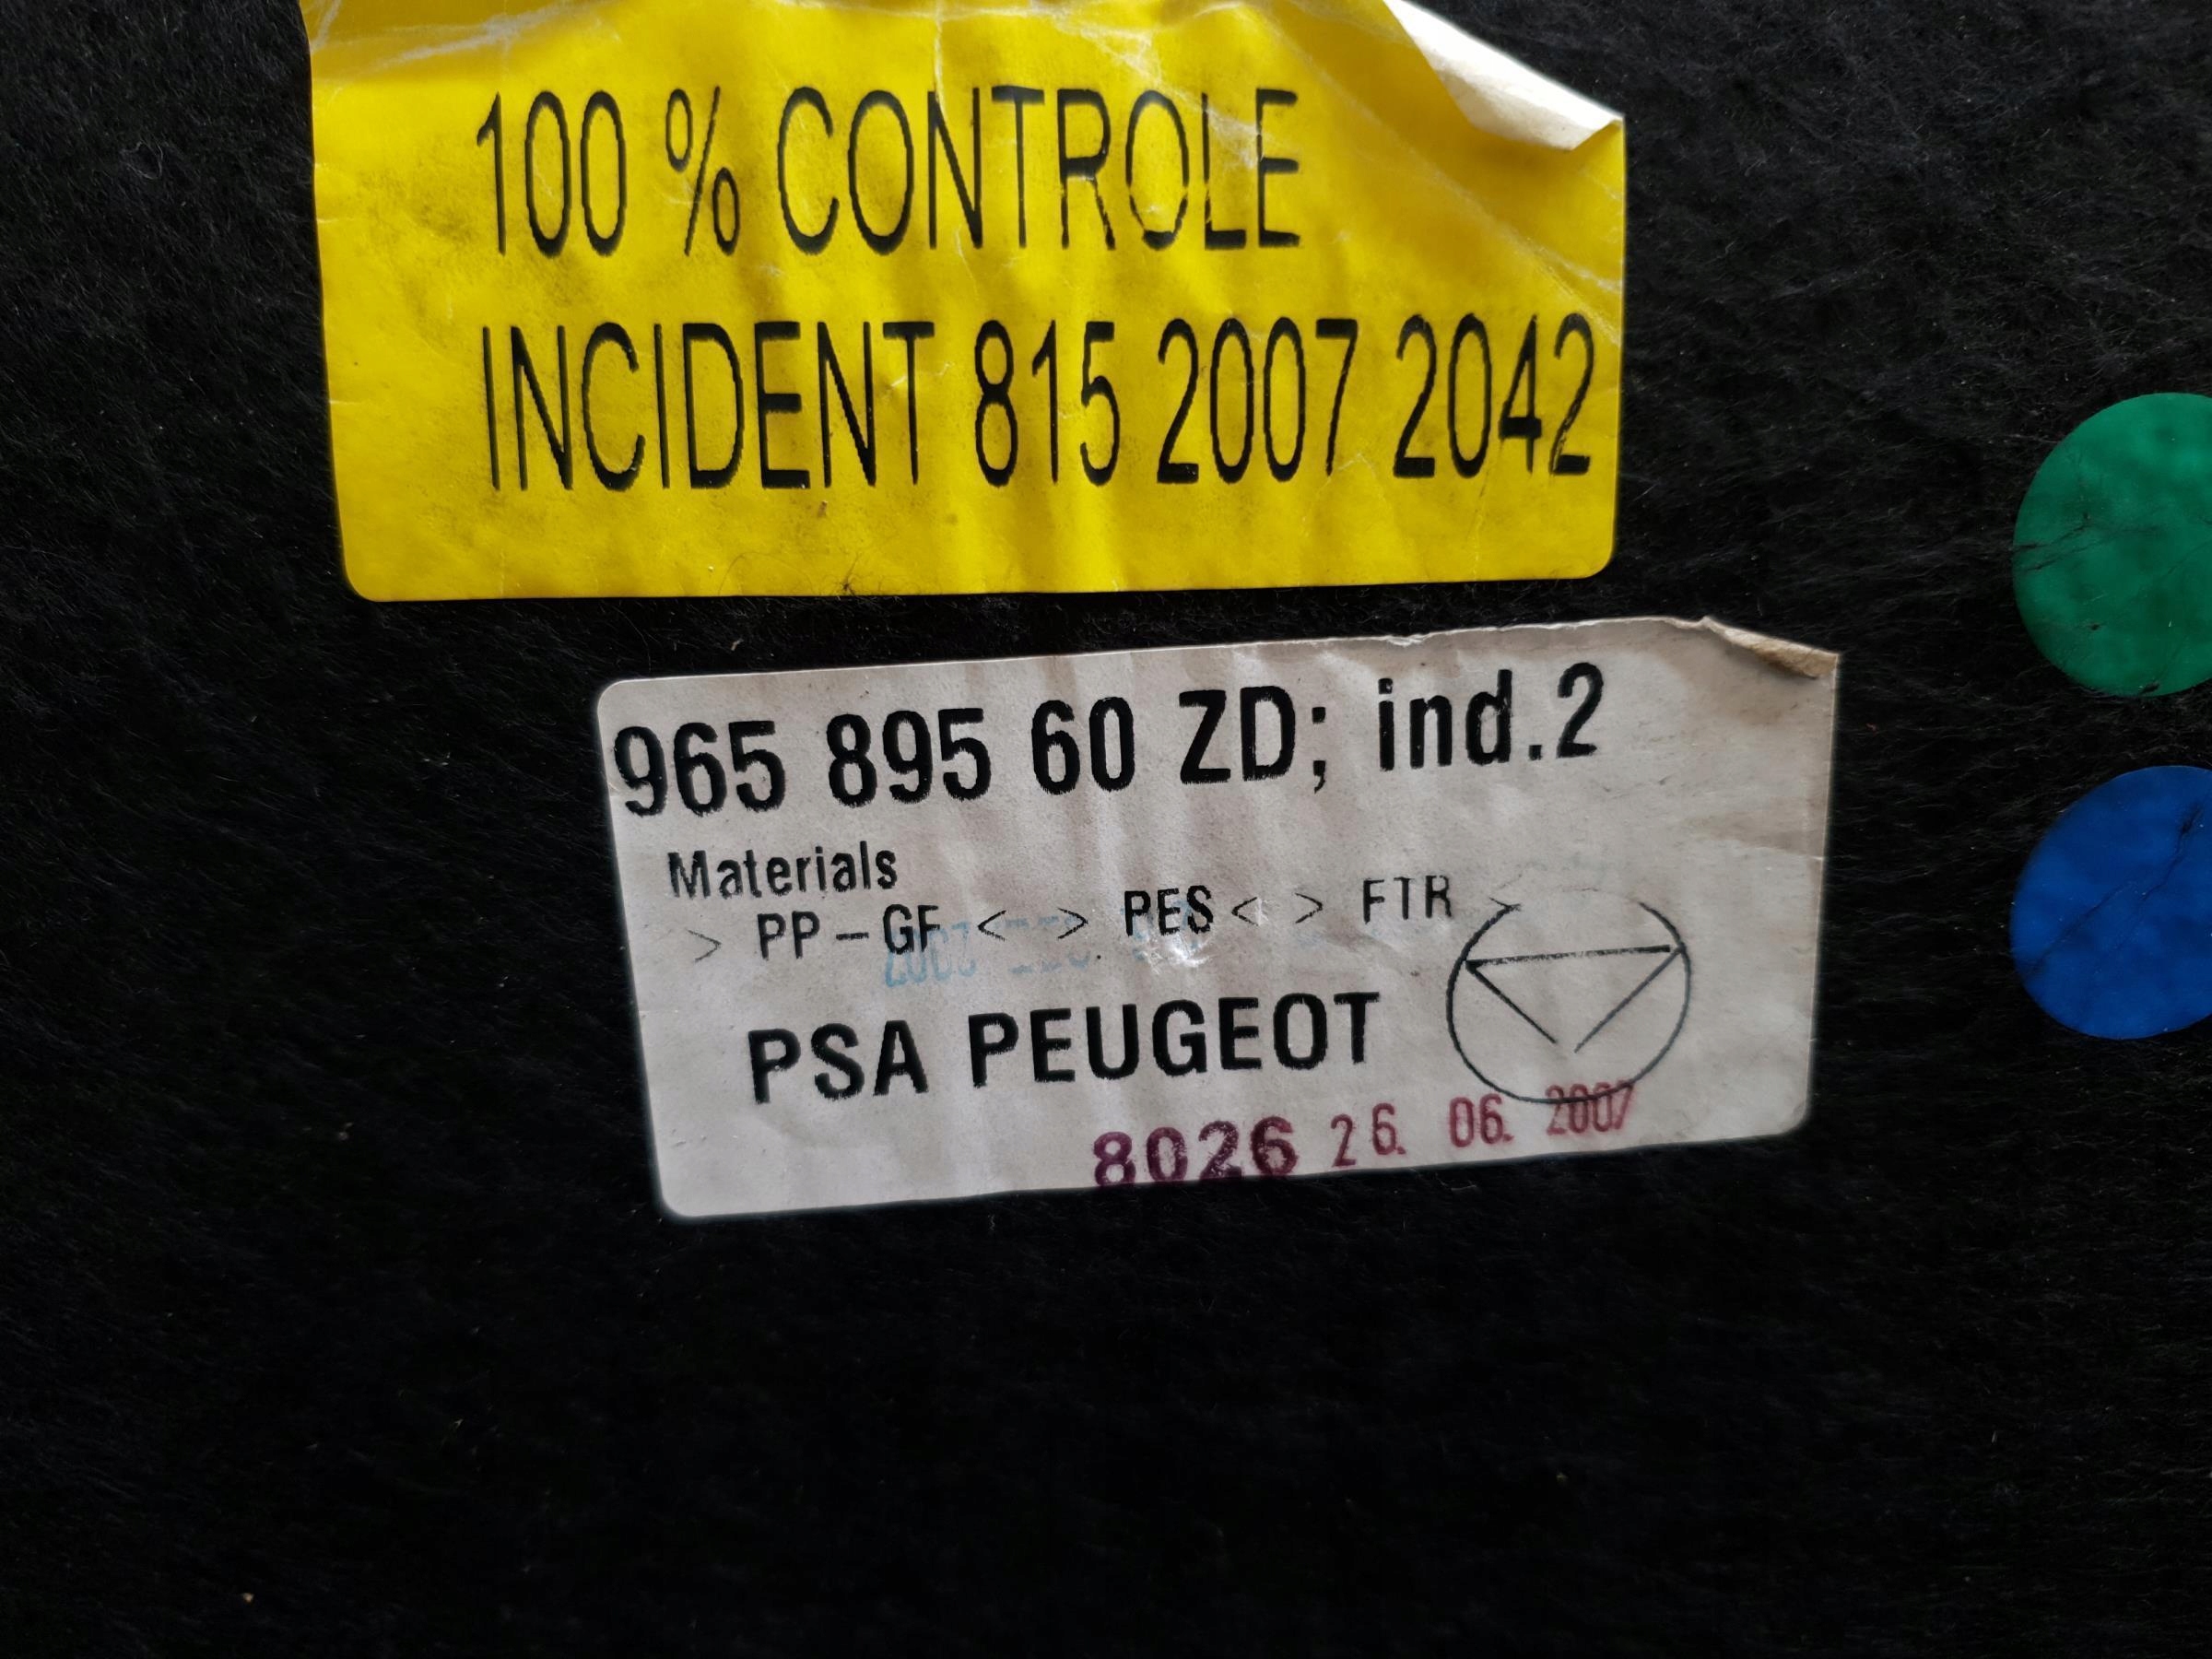 100 % CONTROLE
INCIDENT 815 2007 2042
965 895 60 ZD; ind.2
Materials
> PP - GF < > PES < > FTR <
PSA PEUGEOT
8026 26. 06. 2007